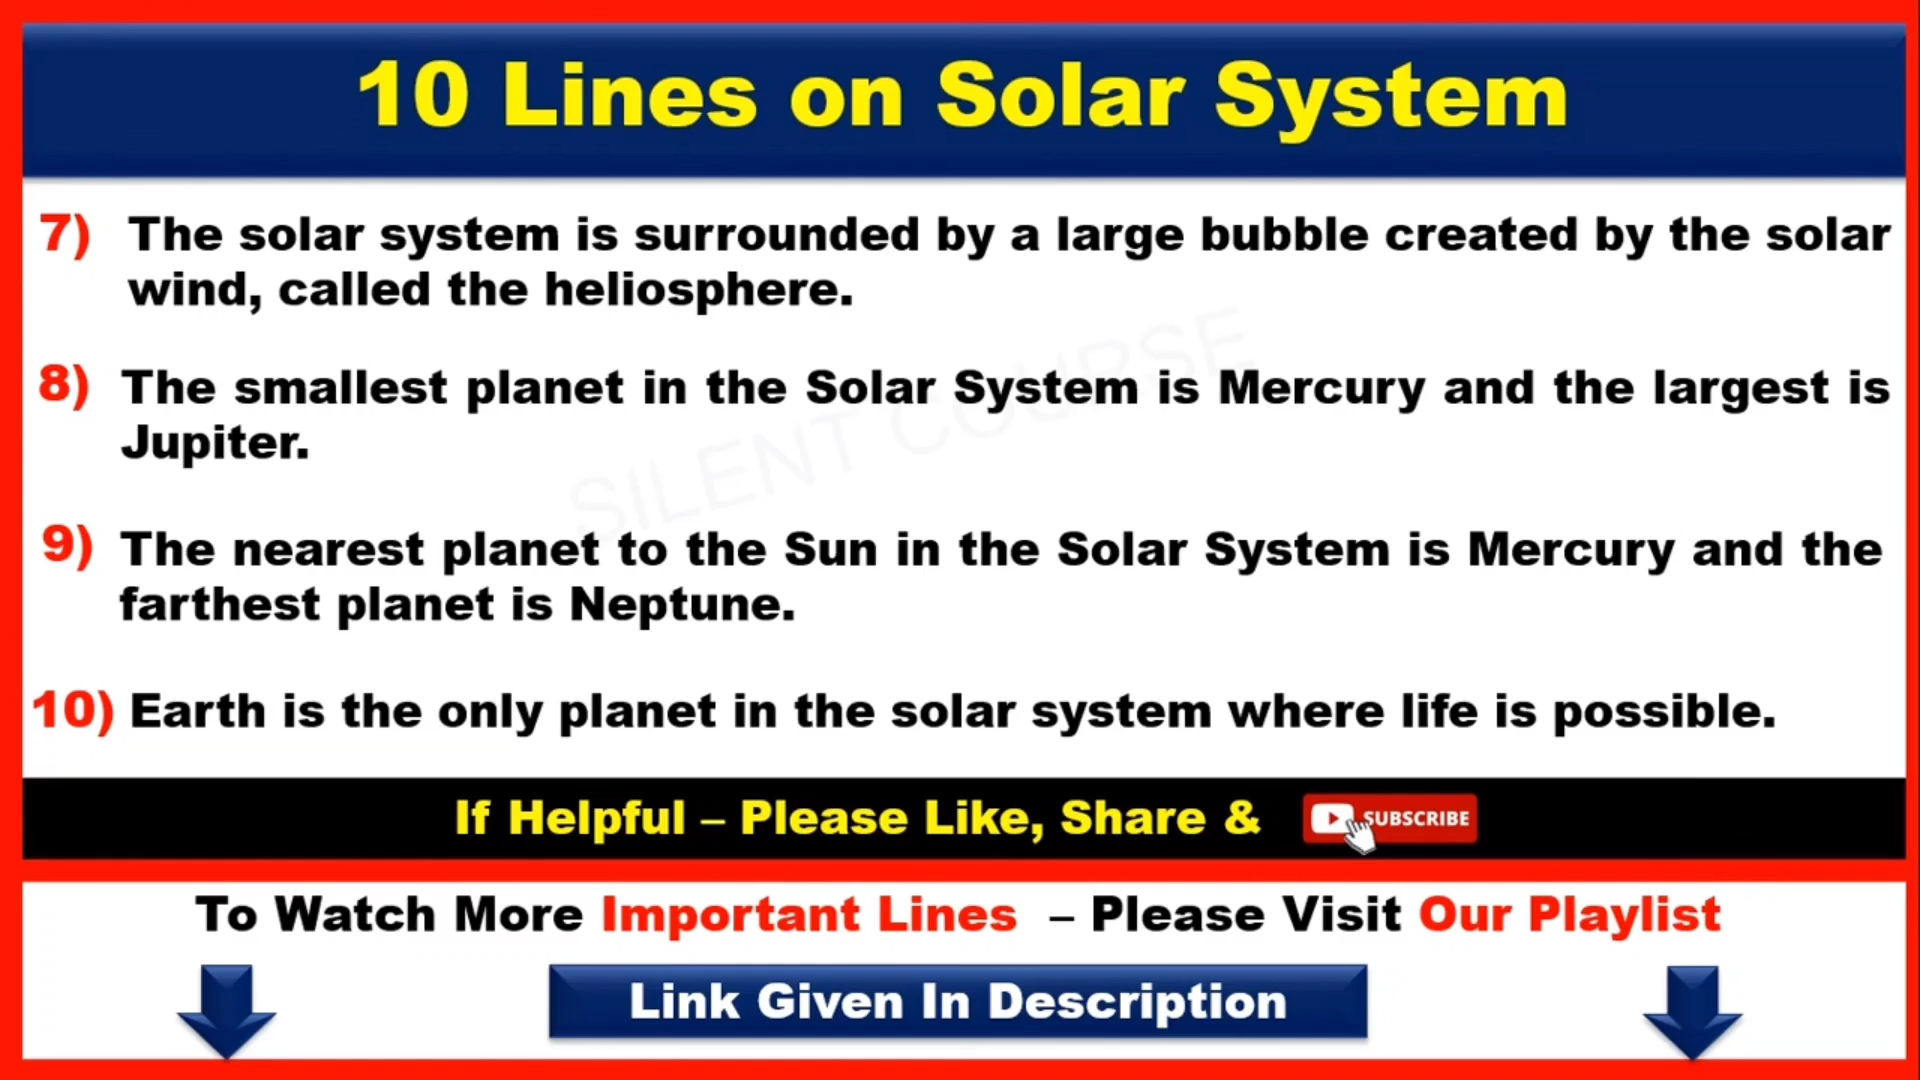 10 Lines on Solar System
7) The solar system is surrounded by a large bubble created by the solar
wind, called the heliosphere.
8) The smallest planet in the Solar System is Mercury and the largest is
Jupiter.
SILENT COURSE
9) The nearest planet to the Sun in the Solar System is Mercury and the
farthest planet is Neptune.
10) Earth is the only planet in the solar system where life is possible.
If Helpful – Please Like, Share & SUBSCRIBE
To Watch More Important Lines – Please Visit Our Playlist
Link Given In Description